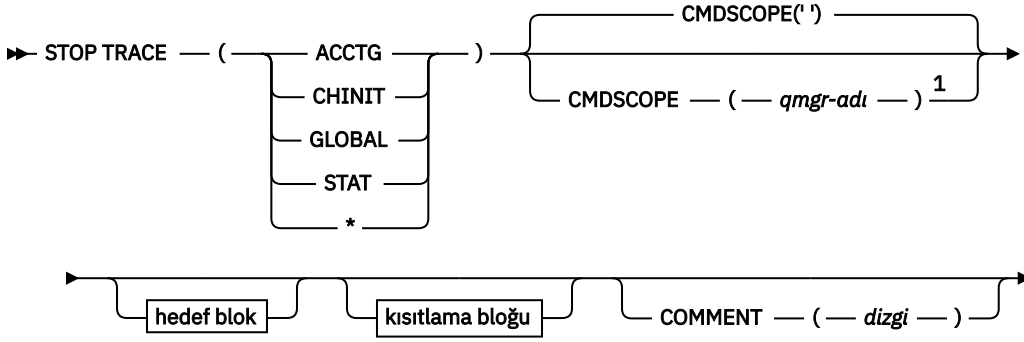 CMDSCOPE(' ')
STOP TRACE ( ACCTG )
CHINIT
GLOBAL
STAT
*
CMDSCOPE ( qmgr-adı ) 1
hedef blok
kısıtlama bloğu
COMMENT ( dizgi )